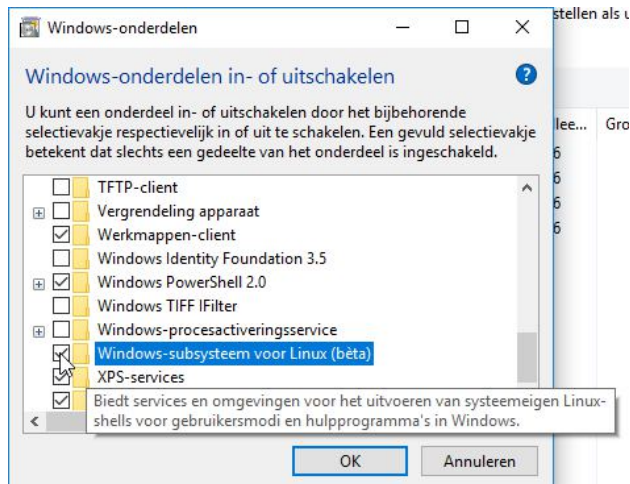 stellen als u
Windows-onderdelen
Windows-onderdelen in- of uitschakelen
U kunt een onderdeel in- of uitschakelen door het bijbehorende
selectievakje respectievelijk in of uit te schakelen. Een gevuld selectievakje
betekent dat slechts een gedeelte van het onderdeel is ingeschakeld.
lee... Gro
6
6
6
6
TFTP-client
Vergrendeling apparaat
Werkmappen-client
Windows Identity Foundation 3.5
Windows PowerShell 2.0
Windows TIFF IFilter
Windows-procesactiveringsservice
Windows-subsysteem voor Linux (bèta)
XPS-services
Biedt services en omgevingen voor het uitvoeren van systeemeigen Linux-
shells voor gebruikersmodi en hulpprogramma's in Windows.
OK Annuleren